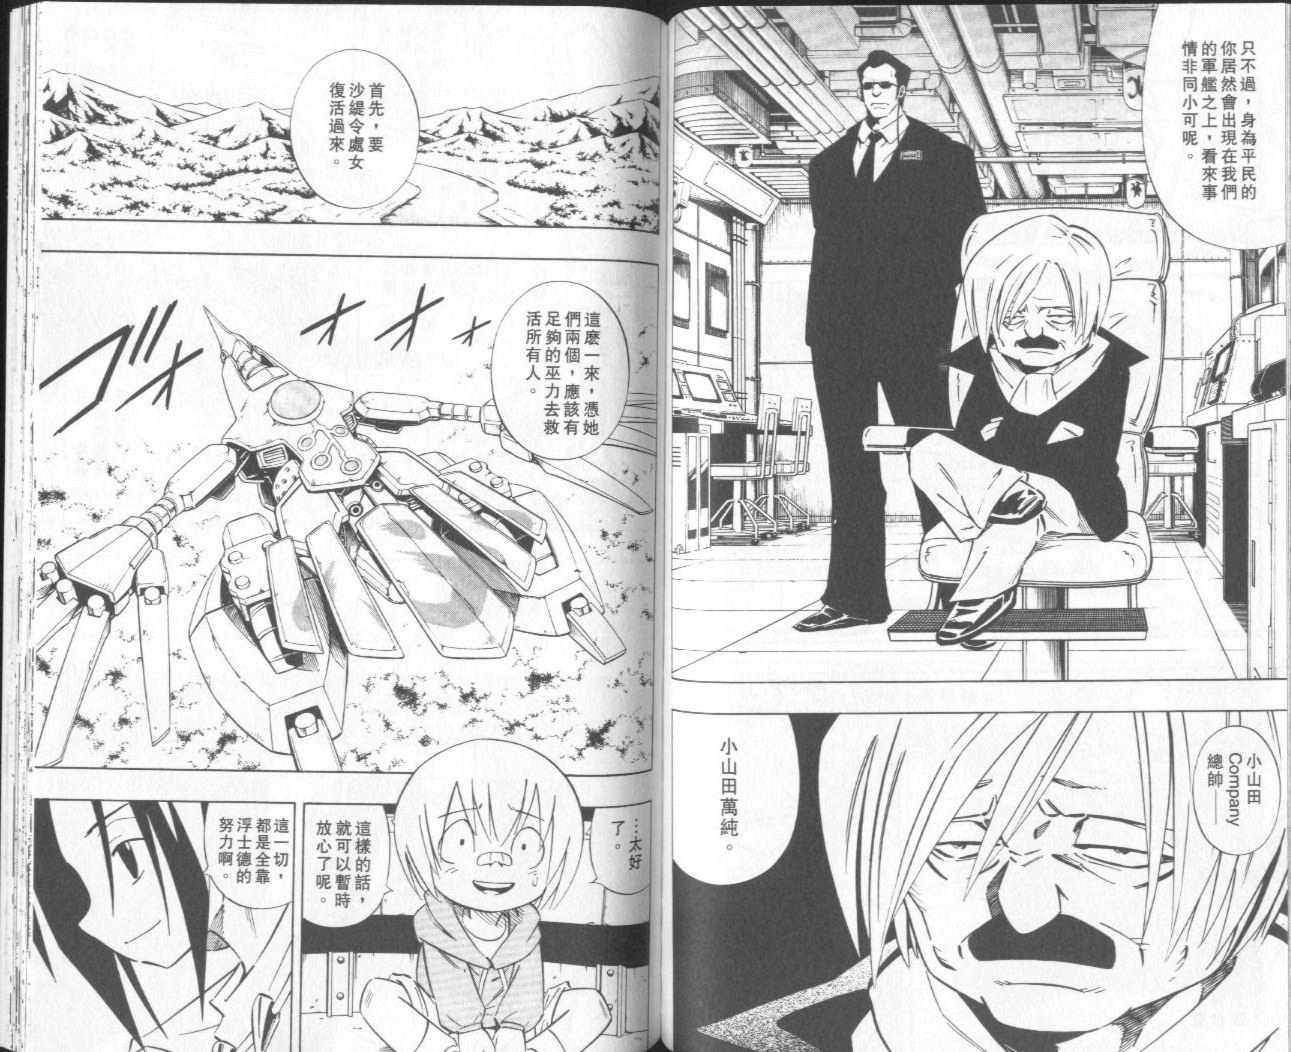 只不過，身為平民的
你居然會出現在我們
的軍艦之上，看來事
情非同小可呢。
小山田
Company
總帥——
小山田萬純。
首先，要
沙緹令處女
復活過來。
這麼一來，憑她
們兩個，應該有
足夠的巫力去救
活所有人。
…太好
了。
這樣的話，
就可以暫時
放心了呢。
這一切，
都是全靠
浮士德的
努力啊。